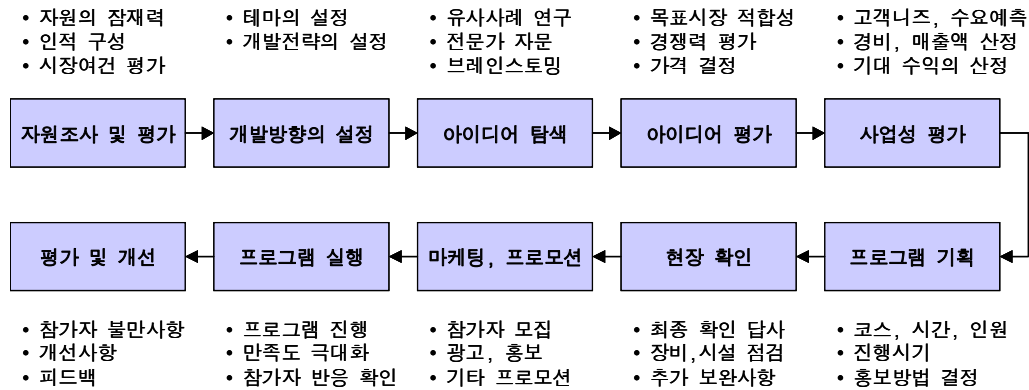 • 자원의 잠재력
• 인적 구성
• 시장여건 평가
• 테마의 설정
• 개발전략의 설정
• 유사사례 연구
• 전문가 자문
• 브레인스토밍
• 목표시장 적합성
• 경쟁력 평가
• 가격 결정
• 고객니즈, 수요예측
• 경비, 매출액 산정
• 기대 수익의 산정
자원조사 및 평가
개발방향의 설정
아이디어 탐색
아이디어 평가
사업성 평가
평가 및 개선
프로그램 실행
마케팅, 프로모션
현장 확인
프로그램 기획
• 참가자 불만사항
• 개선사항
• 피드백
• 프로그램 진행
• 만족도 극대화
• 참가자 반응 확인
• 참가자 모집
• 광고, 홍보
• 기타 프로모션
• 최종 확인 답사
• 장비,시설 점검
• 추가 보완사항
• 코스, 시간, 인원
• 진행시기
• 홍보방법 결정